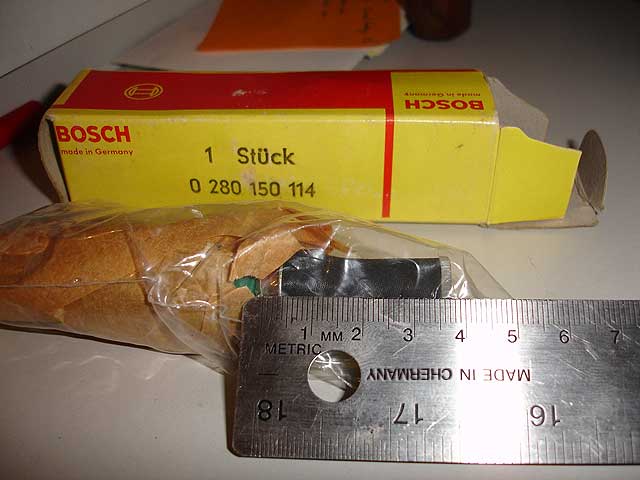 BOSCH
made in Germany
BOSCH
made in Germany
1 Stück
0 280 150 114
1 MM 2 3 4 5 6 7
METRIC
MADE IN CHERMANY
18 17 16